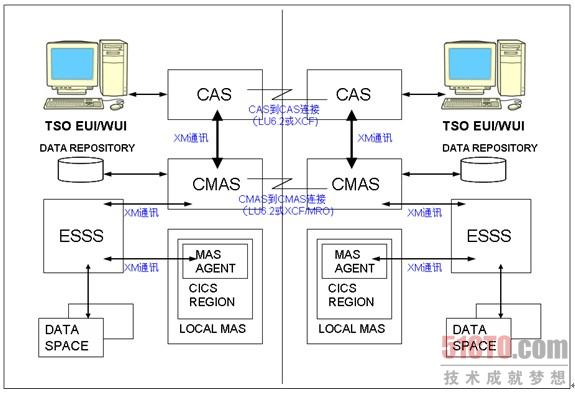 CAS
CAS
CAS到CAS连接
(LU6.2或XCF)
TSO EUI/WUI
TSO EUI/WUI
DATA REPOSITORY
XM通讯
XM通讯
DATA REPOSITORY
CMAS
CMAS
CMAS到CMAS连接
(LU6.2或XCF/MRO)
XM通讯
XM通讯
ESSS
ESSS
MAS
AGENT
MAS
AGENT
XM通讯
XM通讯
CICS
REGION
CICS
REGION
LOCAL MAS
LOCAL MAS
DATA
SPACE
DATA
SPACE
51CTO.com
技术成就梦想